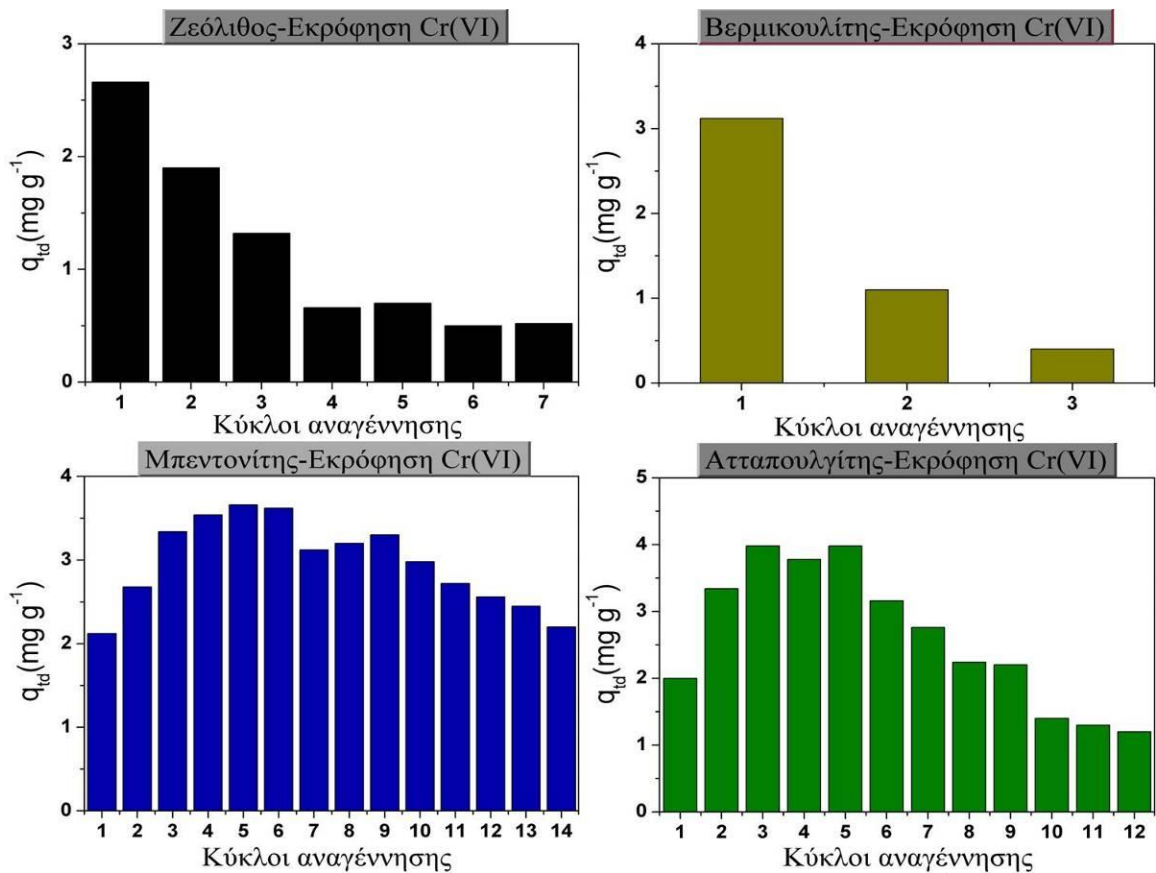 Ζεόλιθος-Εκρόφηση Cr(VI)
3
2
1
0
q_td(mg g⁻¹)
1 2 3 4 5 6 7
Κύκλοι αναγέννησης
Βερμικουλίτης-Εκρόφηση Cr(VI)
4
3
2
1
0
q_td(mg g⁻¹)
1 2 3
Κύκλοι αναγέννησης
Μπεντονίτης-Εκρόφηση Cr(VI)
4
3
2
1
0
q_td(mg g⁻¹)
1 2 3 4 5 6 7 8 9 10 11 12 13 14
Κύκλοι αναγέννησης
Ατταπουλγίτης-Εκρόφηση Cr(VI)
5
4
3
2
1
0
q_td(mg g⁻¹)
1 2 3 4 5 6 7 8 9 10 11 12
Κύκλοι αναγέννησης